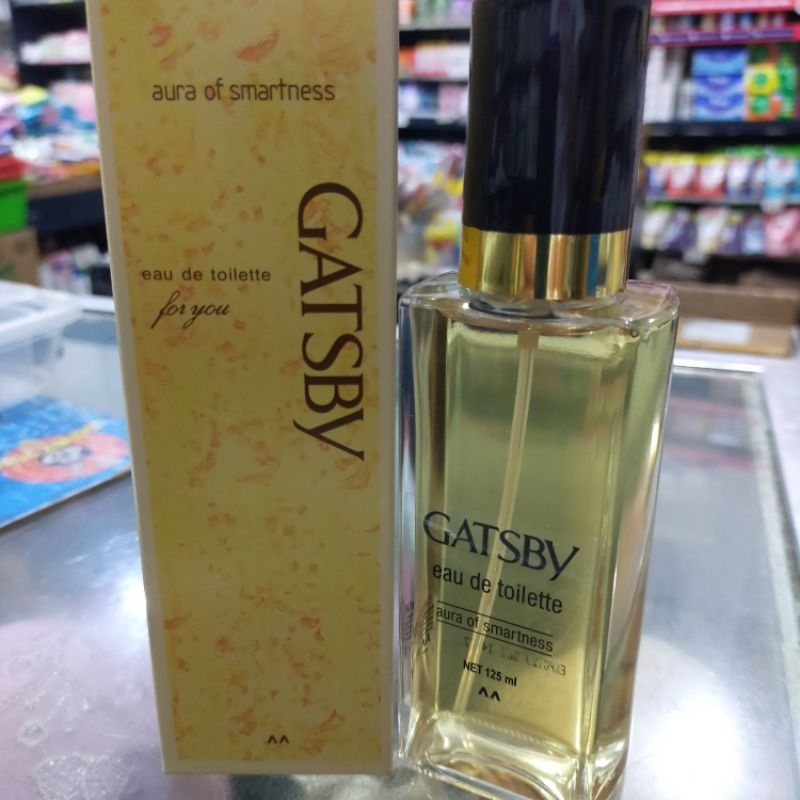 aura of smartness
GATSBY
eau de toilette
for you
^^
GATSBY
eau de toilette
aura of smartness
NET 125 ml
^^